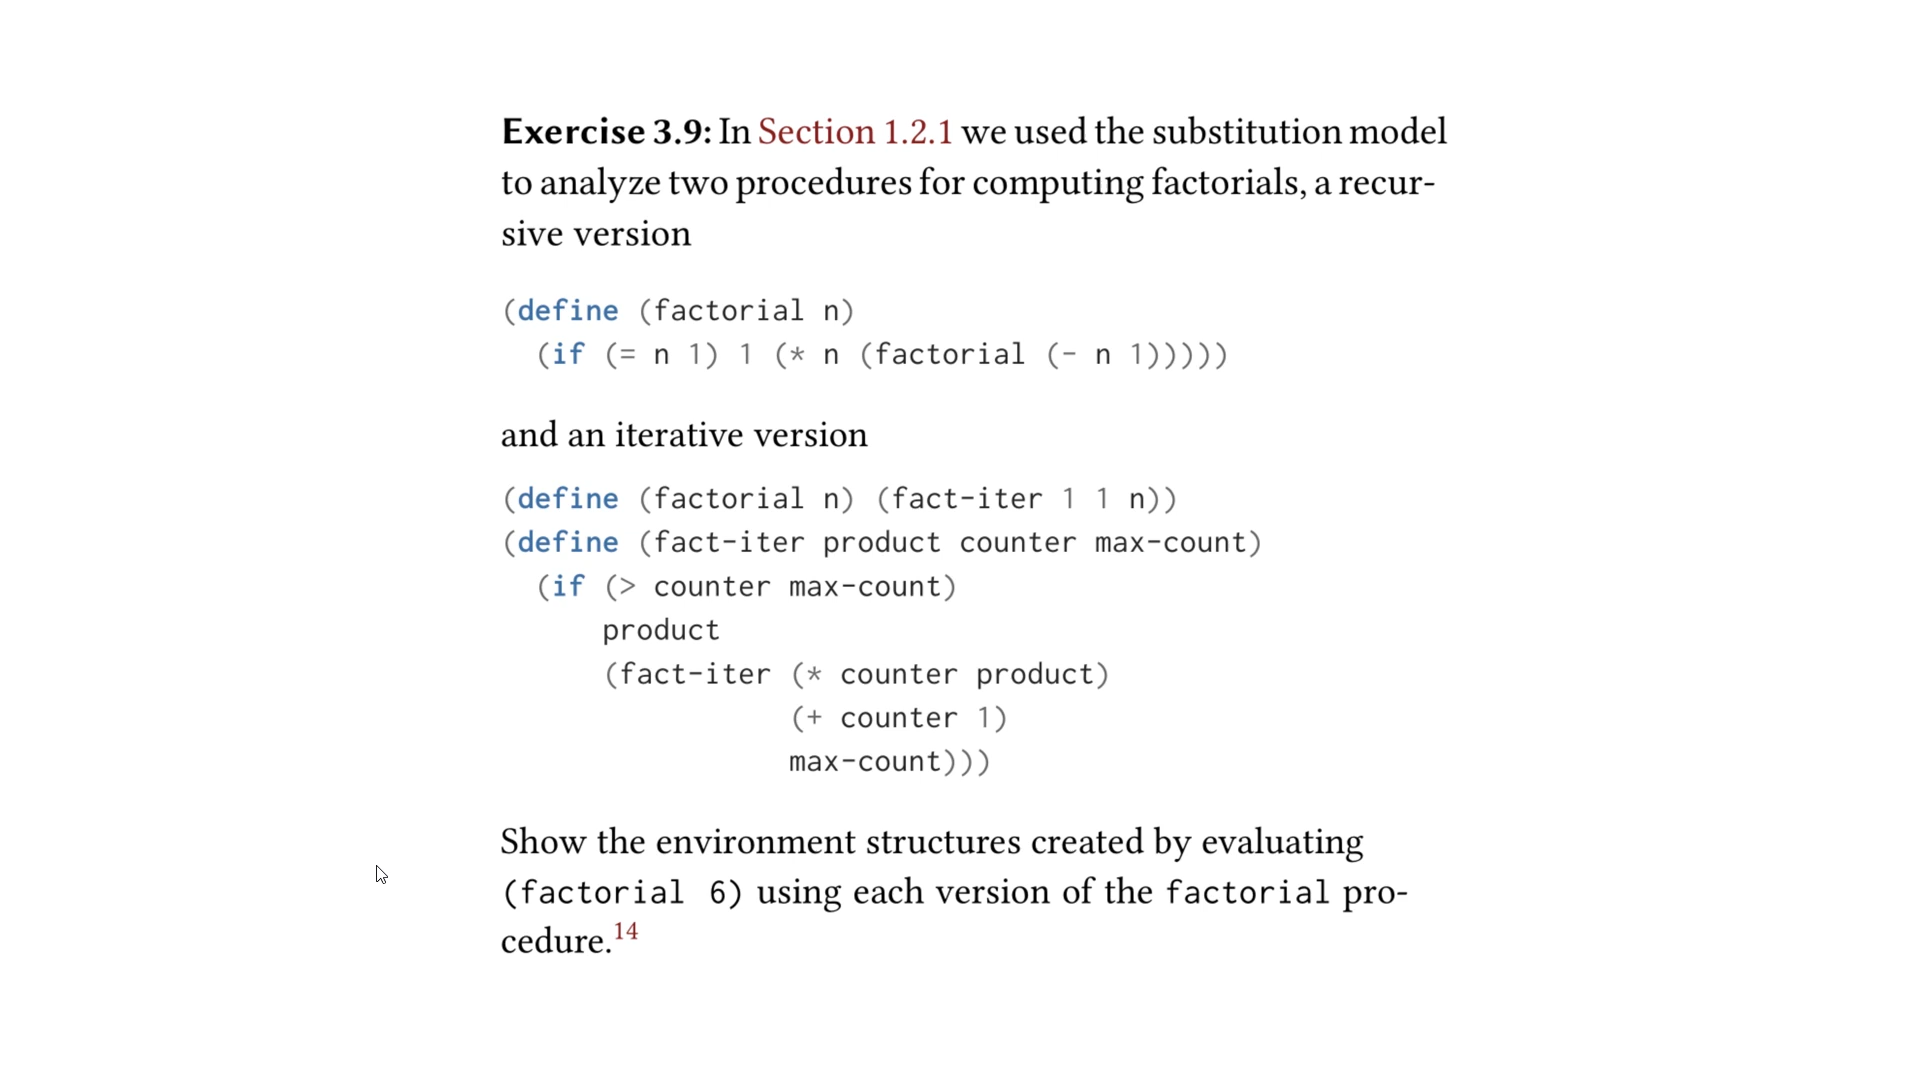 Exercise 3.9: In Section 1.2.1 we used the substitution model
to analyze two procedures for computing factorials, a recur-
sive version
(define (factorial n)
  (if (= n 1) 1 (* n (factorial (- n 1)))))
and an iterative version
(define (factorial n) (fact-iter 1 1 n))
(define (fact-iter product counter max-count)
  (if (> counter max-count)
      product
      (fact-iter (* counter product)
                 (+ counter 1)
                 max-count)))
Show the environment structures created by evaluating
(factorial 6) using each version of the factorial pro-
cedure.14